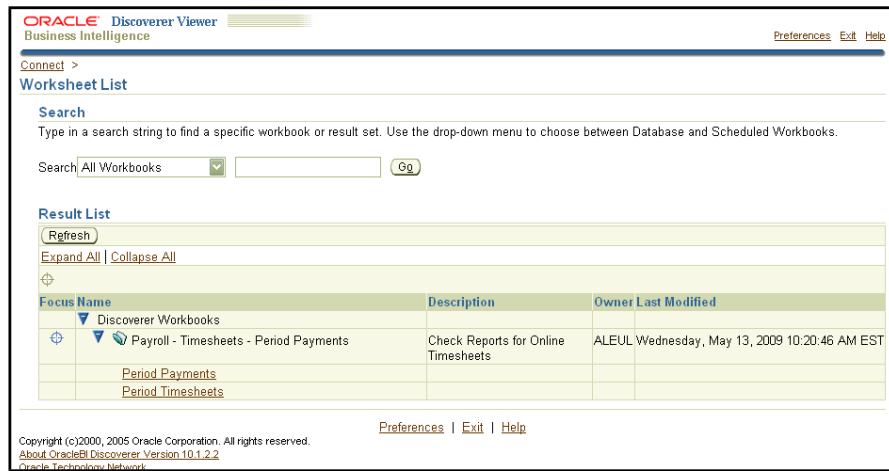 ORACLE Discoverer Viewer
Business Intelligence
Preferences Exit Help
Connect >
Worksheet List
Search
Type in a search string to find a specific workbook or result set. Use the drop-down menu to choose between Database and Scheduled Workbooks.
Search All Workbooks Go
Result List
Refresh
Expand All | Collapse All
Focus Name Description Owner Last Modified
Discoverer Workbooks
Payroll - Timesheets - Period Payments Check Reports for Online ALEUL Wednesday, May 13, 2009 10:20:46 AM EST
Timesheets
Period Payments
Period Timesheets
Preferences | Exit | Help
Copyright (c)2000, 2005 Oracle Corporation. All rights reserved.
About OracleBI Discoverer Version 10.1.2.2
Oracle Technology Network